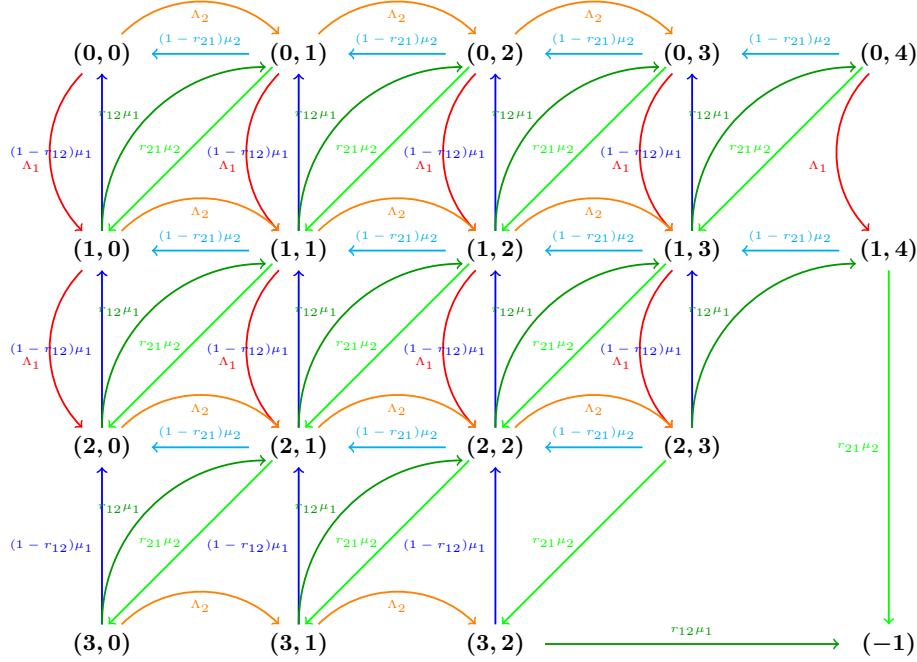 Λ₂ Λ₂ Λ₂
(1 − r₂₁)μ₂ (1 − r₂₁)μ₂ (1 − r₂₁)μ₂ (1 − r₂₁)μ₂
(0, 0) (0, 1) (0, 2) (0, 3) (0, 4)
r₁₂μ₁ r₁₂μ₁ r₁₂μ₁ r₁₂μ₁
(1 − r₁₂)μ₁ r₂₁μ₂ (1 − r₁₂)μ₁ r₂₁μ₂ (1 − r₁₂)μ₁ r₂₁μ₂ (1 − r₁₂)μ₁ r₂₁μ₂
Λ₁ Λ₁ Λ₁ Λ₁ Λ₁
Λ₂ Λ₂ Λ₂
(1 − r₂₁)μ₂ (1 − r₂₁)μ₂ (1 − r₂₁)μ₂ (1 − r₂₁)μ₂
(1, 0) (1, 1) (1, 2) (1, 3) (1, 4)
r₁₂μ₁ r₁₂μ₁ r₁₂μ₁ r₁₂μ₁
(1 − r₁₂)μ₁ r₂₁μ₂ (1 − r₁₂)μ₁ r₂₁μ₂ (1 − r₁₂)μ₁ r₂₁μ₂ (1 − r₁₂)μ₁
Λ₁ Λ₁ Λ₁ Λ₁
Λ₂ Λ₂ Λ₂
(1 − r₂₁)μ₂ (1 − r₂₁)μ₂ (1 − r₂₁)μ₂
(2, 0) (2, 1) (2, 2) (2, 3)
r₂₁μ₂
r₁₂μ₁ r₁₂μ₁
(1 − r₁₂)μ₁ r₂₁μ₂ (1 − r₁₂)μ₁ r₂₁μ₂ (1 − r₁₂)μ₁ r₂₁μ₂
Λ₂ Λ₂
r₁₂μ₁
(3, 0) (3, 1) (3, 2) (−1)